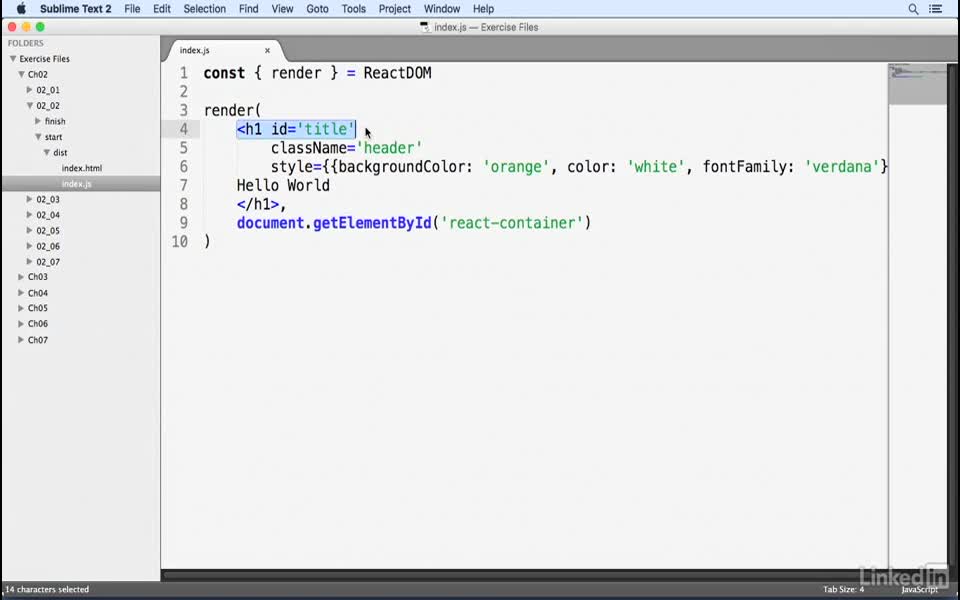 Sublime Text 2 File Edit Selection Find View Goto Tools Project Window Help
index.js — Exercise Files
FOLDERS
Exercise Files
Ch02
02_01
02_02
finish
start
dist
index.html
index.js
02_03
02_04
02_05
02_06
02_07
Ch03
Ch04
Ch05
Ch06
Ch07
index.js ×
1 const { render } = ReactDOM
2
3 render(
4 <h1 id='title'
5 className='header'
6 style={{backgroundColor: 'orange', color: 'white', fontFamily: 'verdana'}
7 Hello World
8 </h1>,
9 document.getElementById('react-container')
10 )
LinkedIn
14 characters selected Tab Size: 4 JavaScript